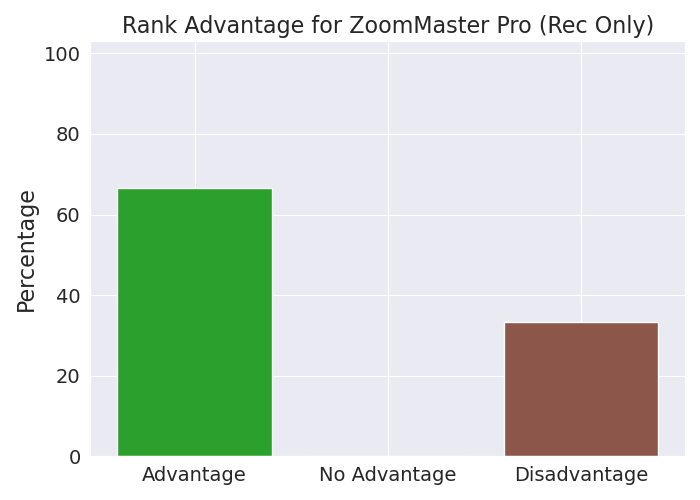 Rank Advantage for ZoomMaster Pro (Rec Only)
100
80
60
40
20
0
Percentage
Advantage
No Advantage
Disadvantage